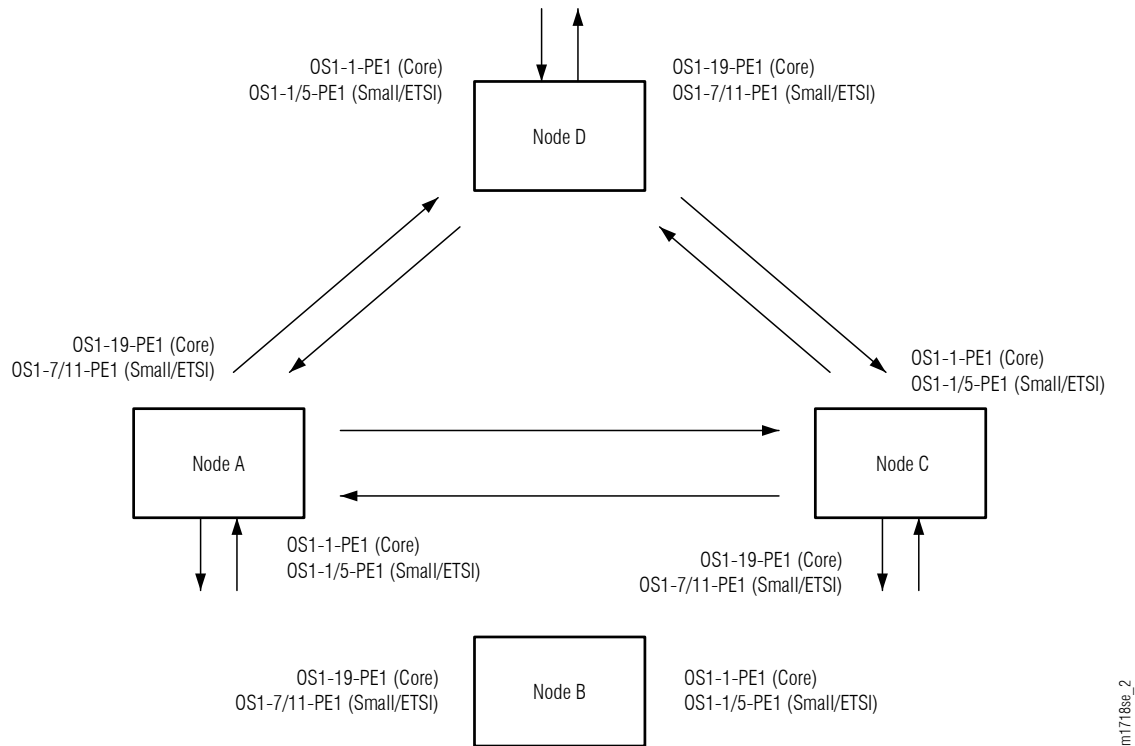 OS1-1-PE1 (Core)
OS1-1/5-PE1 (Small/ETSI)
OS1-19-PE1 (Core)
OS1-7/11-PE1 (Small/ETSI)
Node D
OS1-19-PE1 (Core)
OS1-7/11-PE1 (Small/ETSI)
OS1-1-PE1 (Core)
OS1-1/5-PE1 (Small/ETSI)
Node A
Node C
OS1-1-PE1 (Core)
OS1-1/5-PE1 (Small/ETSI)
OS1-19-PE1 (Core)
OS1-7/11-PE1 (Small/ETSI)
OS1-19-PE1 (Core)
OS1-7/11-PE1 (Small/ETSI)
Node B
OS1-1-PE1 (Core)
OS1-1/5-PE1 (Small/ETSI)
m1718se_2